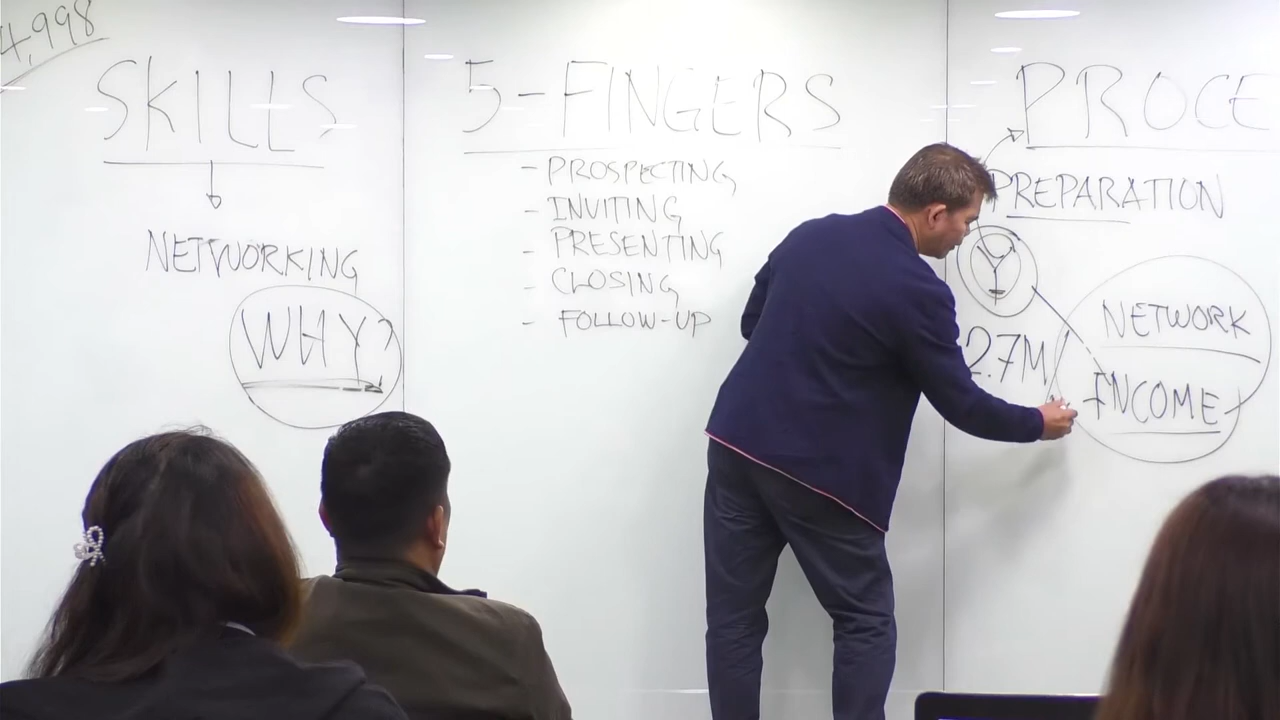 4,998
SKILLS
NETWORKING
WHY?
5-FINGERS
- PROSPECTING
- INVITING
- PRESENTING
- CLOSING
- FOLLOW-UP
PROCE
PREPARATION
2.7M
NETWORK
INCOME